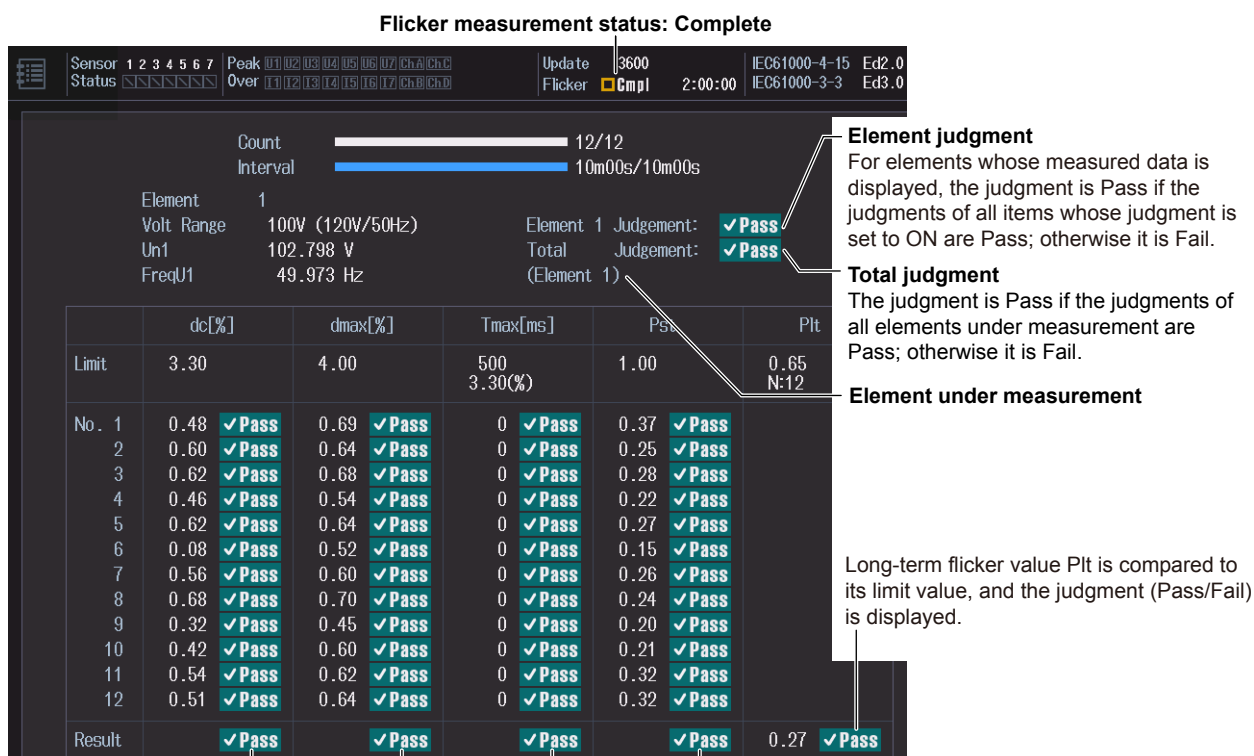 Flicker measurement status: Complete
Sensor 1 2 3 4 5 6 7 Peak U1 U2 U3 U4 U5 U6 U7 ChA ChC Update 3600 IEC61000-4-15 Ed2.0
Status Over I1 I2 I3 I4 I5 I6 I7 ChB ChD Flicker Cmpl 2:00:00 IEC61000-3-3 Ed3.0
Count 12/12
Interval 10m00s/10m00s
Element 1
Volt Range 100V (120V/50Hz) Element 1 Judgement: Pass
Un1 102.798 V Total Judgement: Pass
FreqU1 49.973 Hz (Element 1)
Element judgment
For elements whose measured data is
displayed, the judgment is Pass if the
judgments of all items whose judgment is
set to ON are Pass; otherwise it is Fail.
Total judgment
The judgment is Pass if the judgments of
all elements under measurement are
Pass; otherwise it is Fail.
Element under measurement
dc[%] dmax[%] Tmax[ms] Pst Plt
Limit 3.30 4.00 500 1.00 0.65
3.30(%) N:12
No. 1 0.48 Pass 0.69 Pass 0 Pass 0.37 Pass
2 0.60 Pass 0.64 Pass 0 Pass 0.25 Pass
3 0.62 Pass 0.68 Pass 0 Pass 0.28 Pass
4 0.46 Pass 0.54 Pass 0 Pass 0.22 Pass
5 0.62 Pass 0.64 Pass 0 Pass 0.27 Pass
6 0.08 Pass 0.52 Pass 0 Pass 0.15 Pass
7 0.56 Pass 0.60 Pass 0 Pass 0.26 Pass
8 0.68 Pass 0.70 Pass 0 Pass 0.24 Pass
9 0.32 Pass 0.45 Pass 0 Pass 0.20 Pass
10 0.42 Pass 0.60 Pass 0 Pass 0.21 Pass
11 0.54 Pass 0.62 Pass 0 Pass 0.32 Pass
12 0.51 Pass 0.64 Pass 0 Pass 0.32 Pass
Result Pass Pass Pass Pass 0.27 Pass
Long-term flicker value Plt is compared to
its limit value, and the judgment (Pass/Fail)
is displayed.